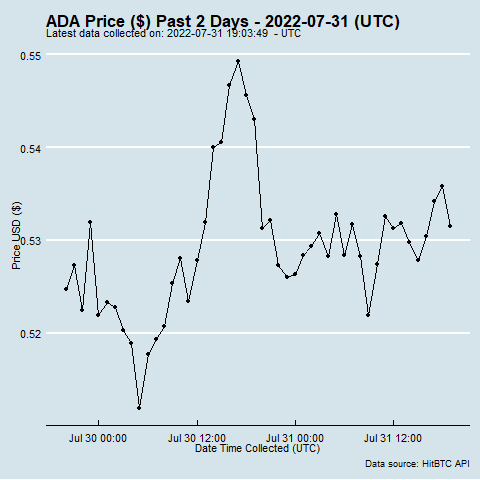 ADA Price ($) Past 2 Days - 2022-07-31 (UTC)
Latest data collected on: 2022-07-31 19:03:49  - UTC
0.55
0.54
0.53
0.52
Price USD ($)
Jul 30 00:00 Jul 30 12:00 Jul 31 00:00 Jul 31 12:00
Date Time Collected (UTC)
Data source: HitBTC API